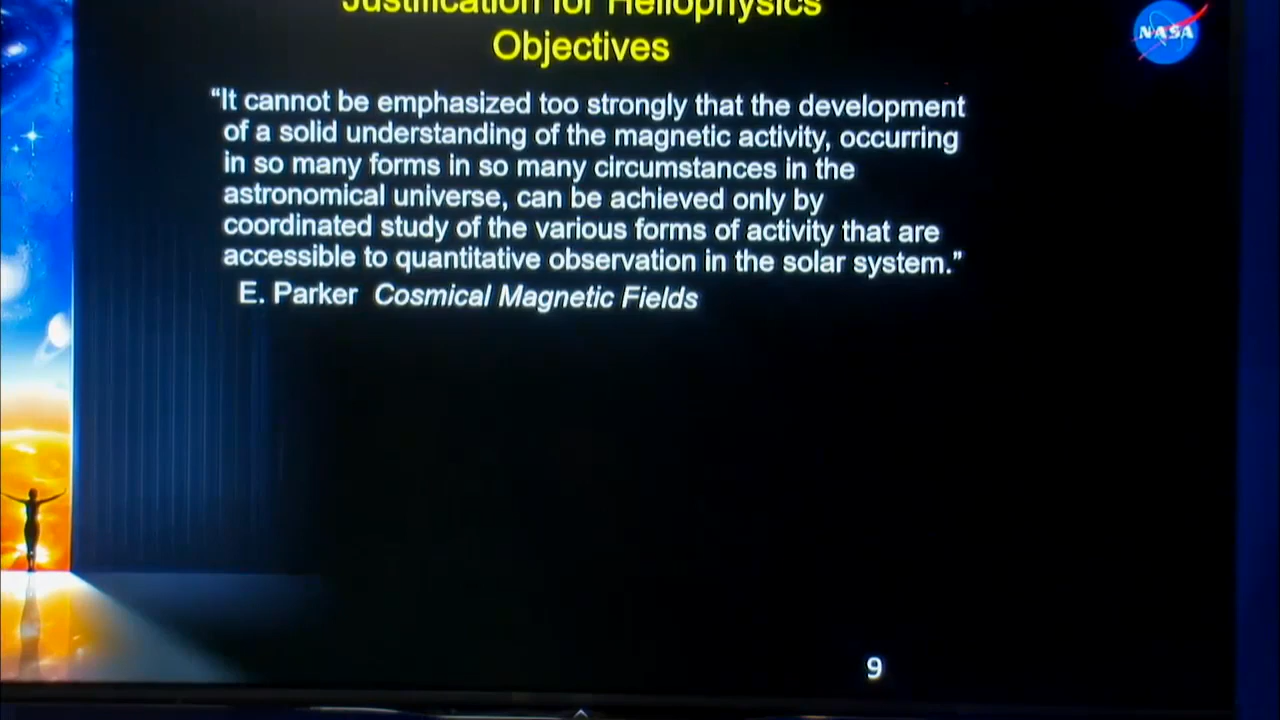 Justification for Heliophysics
Objectives
NASA
“It cannot be emphasized too strongly that the development
of a solid understanding of the magnetic activity, occurring
in so many forms in so many circumstances in the
astronomical universe, can be achieved only by
coordinated study of the various forms of activity that are
accessible to quantitative observation in the solar system.”
E. Parker Cosmical Magnetic Fields
9